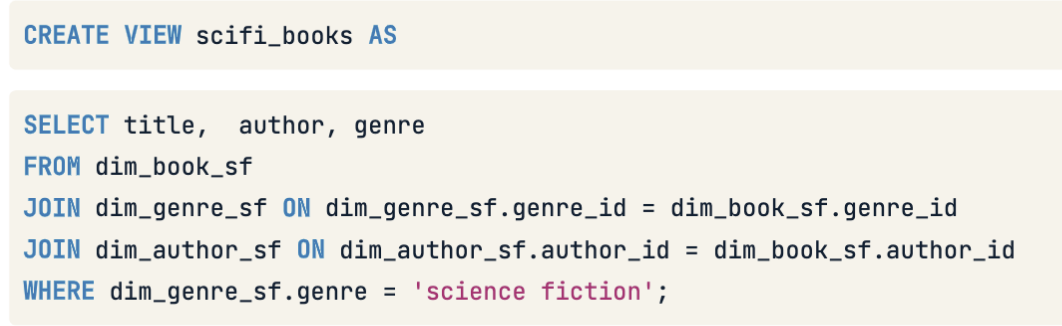 CREATE VIEW scifi_books AS
SELECT title,  author, genre
FROM dim_book_sf
JOIN dim_genre_sf ON dim_genre_sf.genre_id = dim_book_sf.genre_id
JOIN dim_author_sf ON dim_author_sf.author_id = dim_book_sf.author_id
WHERE dim_genre_sf.genre = 'science fiction';